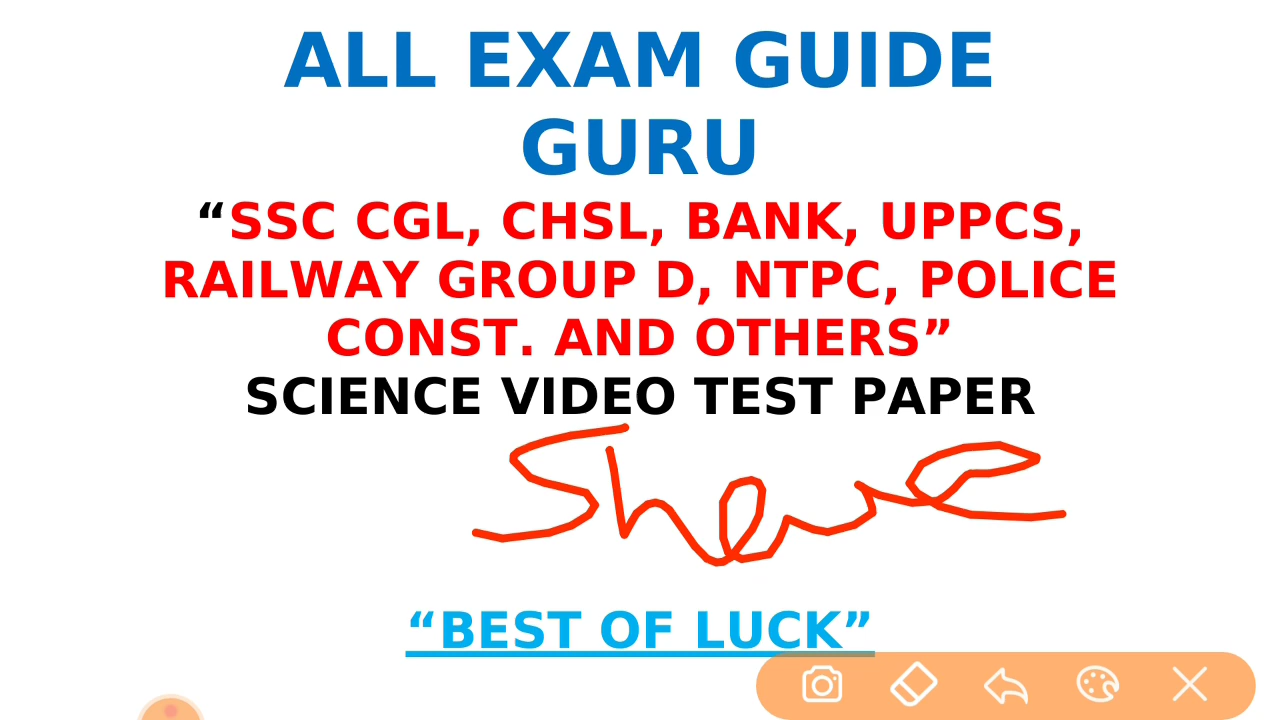 ALL EXAM GUIDE
GURU
“SSC CGL, CHSL, BANK, UPPCS,
RAILWAY GROUP D, NTPC, POLICE
CONST. AND OTHERS”
SCIENCE VIDEO TEST PAPER
Share
“BEST OF LUCK”